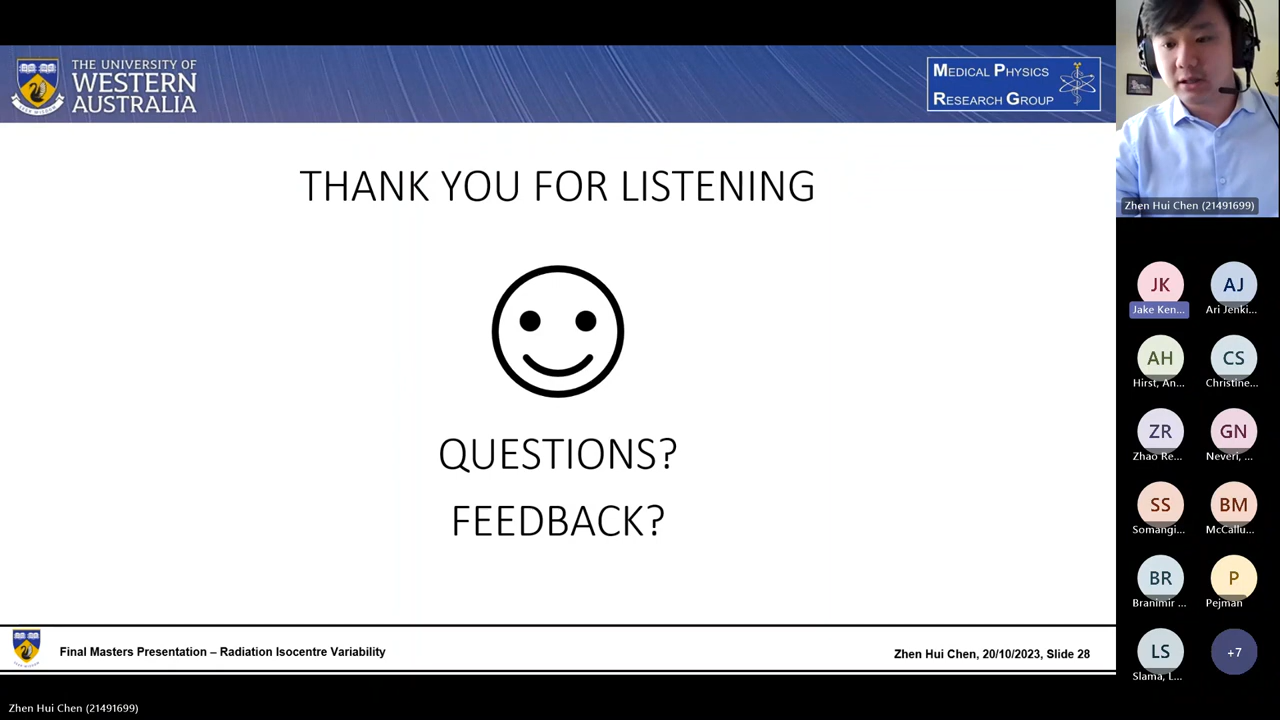 THE UNIVERSITY OF
WESTERN
AUSTRALIA
MEDICAL PHYSICS
RESEARCH GROUP
THANK YOU FOR LISTENING
QUESTIONS?
FEEDBACK?
Final Masters Presentation – Radiation Isocentre Variability
Zhen Hui Chen, 20/10/2023, Slide 28
Zhen Hui Chen (21491699)
JK
AJ
Jake Ken...
Ari Jenki...
AH
CS
Hirst, An...
Christine...
ZR
GN
Zhao Re...
Neveri, ...
SS
BM
Somangi...
McCallu...
BR
P
Branimir ...
Pejman
LS
+7
Slama, L...
Zhen Hui Chen (21491699)